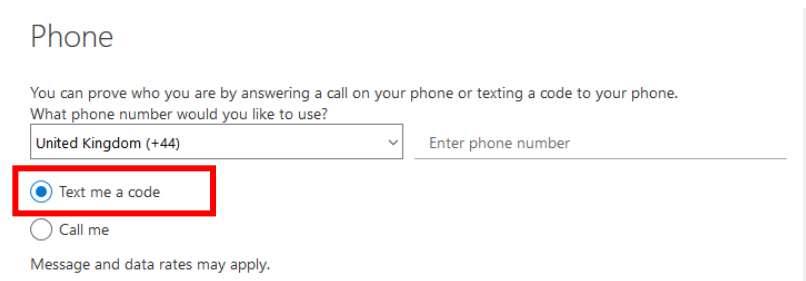 Phone
You can prove who you are by answering a call on your phone or texting a code to your phone.
What phone number would you like to use?
United Kingdom (+44) Enter phone number
Text me a code
Call me
Message and data rates may apply.